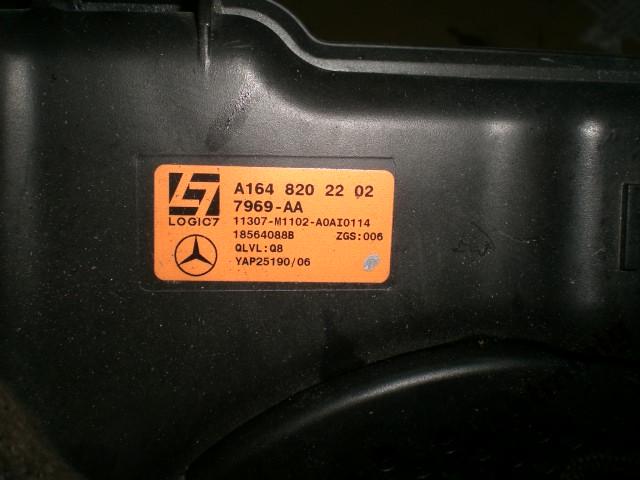 LOGIC7
A164 820 22 02
7969-AA
11307-M1102-A0AI0114
18564088B ZGS:006
QLVL:Q8
YAP25190/06